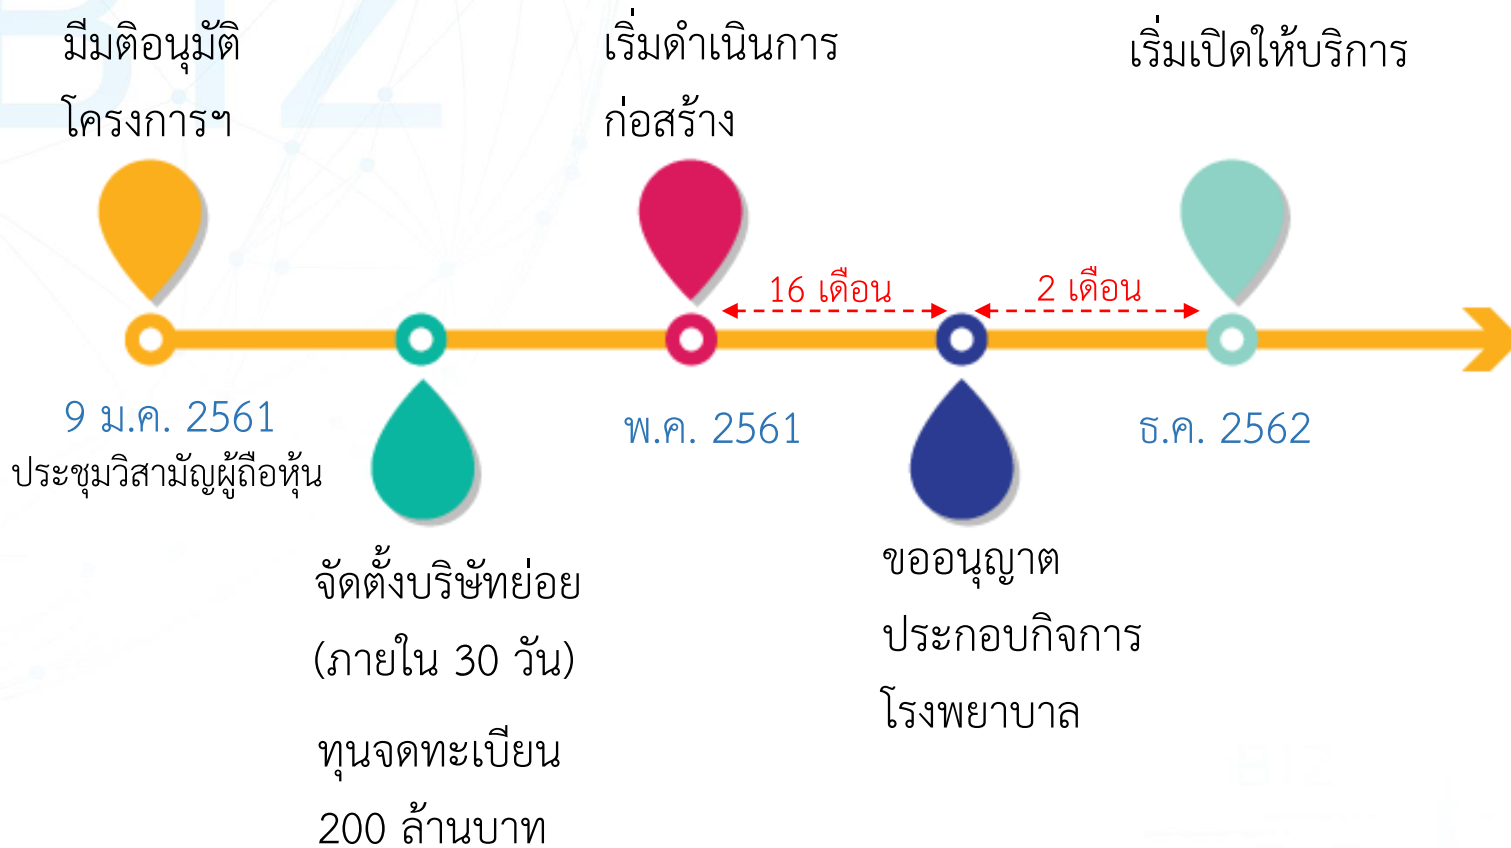 มีมติอนุมัติ
โครงการฯ
เริ่มดำเนินการ
ก่อสร้าง
เริ่มเปิดให้บริการ
16 เดือน
2 เดือน
9 ม.ค. 2561
ประชุมวิสามัญผู้ถือหุ้น
พ.ค. 2561
ธ.ค. 2562
จัดตั้งบริษัทย่อย
(ภายใน 30 วัน)
ทุนจดทะเบียน
200 ล้านบาท
ขออนุญาต
ประกอบกิจการ
โรงพยาบาล
BIZ
BIZ